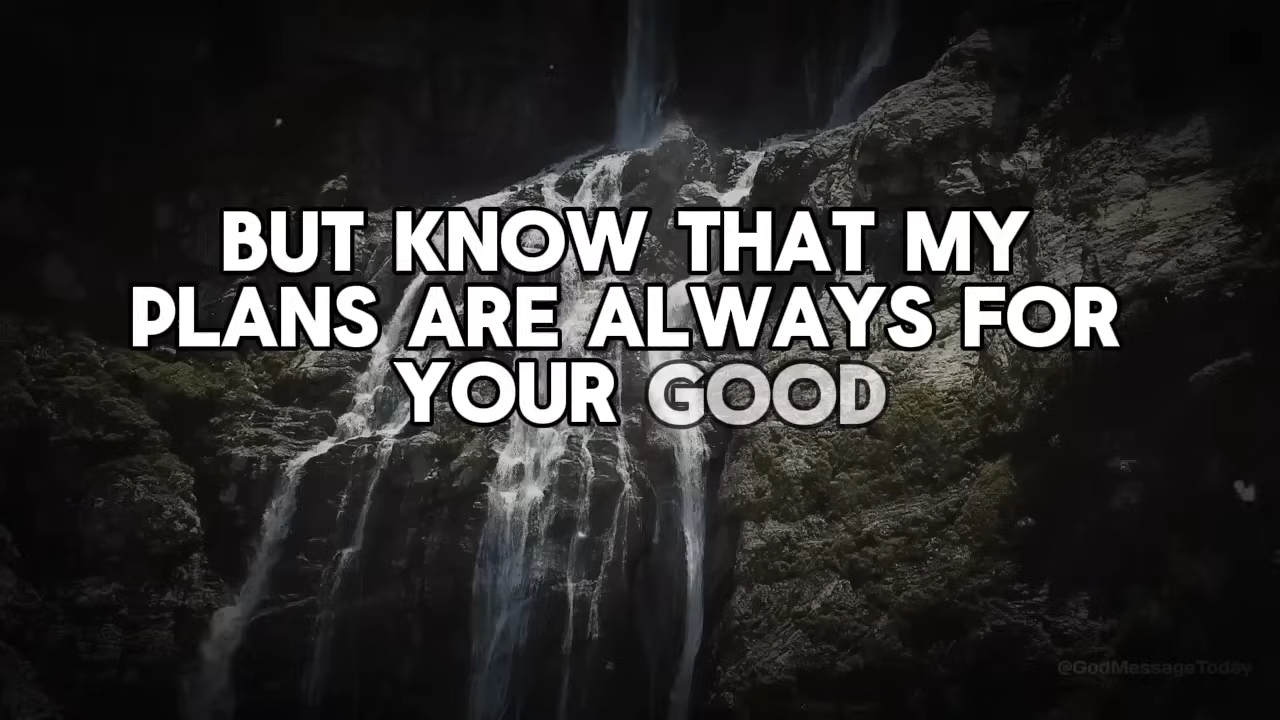 BUT KNOW THAT MY
PLANS ARE ALWAYS FOR
YOUR GOOD
@GodMessageToday